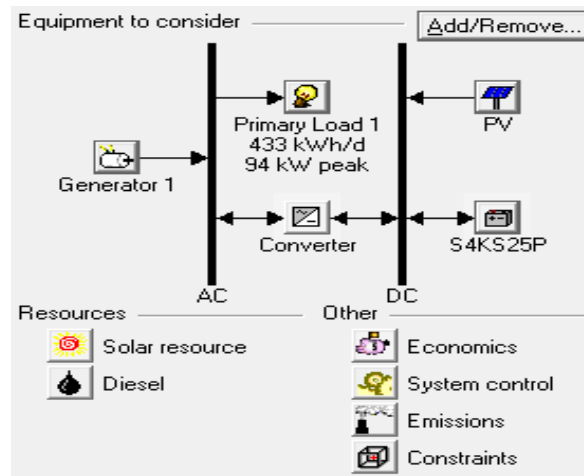 Equipment to consider
Add/Remove...
Primary Load 1
433 kWh/d
94 kW peak
PV
Generator 1
Converter
S4KS25P
AC
DC
Resources
Other
Solar resource
Economics
Diesel
System control
Emissions
Constraints